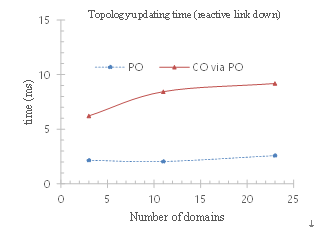 Topology updating time (reactive link down)
15
PO
CO via PO
10
time (ms)
5
0
0 5 10 15 20 25
Number of domains
↓